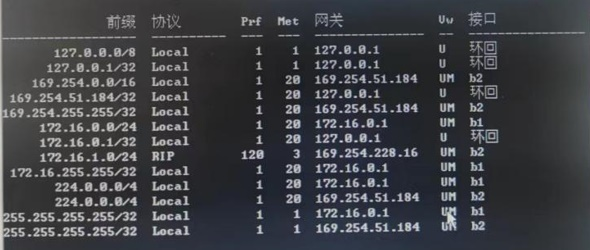 前缀 协议 Prf Met 网关 Vw 接口
127.0.0.0/8 Local 1 1 127.0.0.1 U 环回
127.0.0.1/32 Local 1 1 127.0.0.1 U 环回
169.254.0.0/16 Local 1 20 169.254.51.184 UM b2
169.254.51.184/32 Local 1 20 127.0.0.1 U 环回
169.254.255.255/32 Local 1 20 169.254.51.184 UM b2
172.16.0.0/24 Local 1 20 172.16.0.1 UM b1
172.16.0.1/32 Local 1 20 127.0.0.1 U 环回
172.16.1.0/24 RIP 120 3 169.254.228.16 UM b2
172.16.255.255/32 Local 1 20 172.16.0.1 UM b1
224.0.0.0/4 Local 1 20 172.16.0.1 UM b1
224.0.0.0/4 Local 1 20 169.254.51.184 UM b2
255.255.255.255/32 Local 1 1 172.16.0.1 UM b1
255.255.255.255/32 Local 1 1 169.254.51.184 UM b2